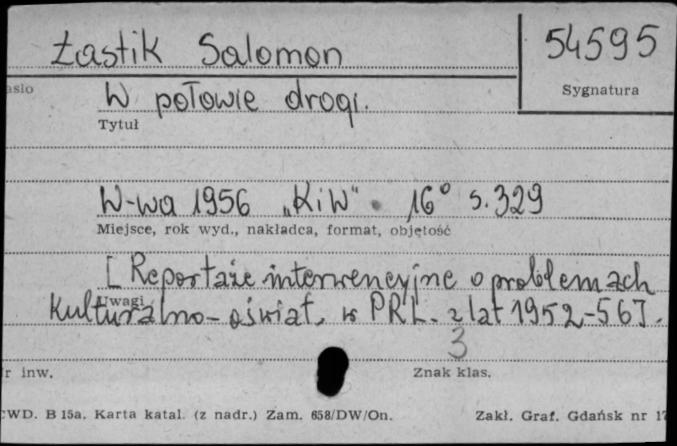 Łastik Salomon 54595
asło Sygnatura
W połowie drogi.
Tytuł
W-wa 1956 „KiW" 16° s.329
Miejsce, rok wyd., nakładca, format, objętość
[Reportaże interwencyjne o problemach
Uwagi
Kulturalno-oświat. w PRL. z lat 1952-56].
3
r inw. Znak klas.
WD. B 15a. Karta katal. (z nadr.) Zam. 658/DW/On. Zakł. Graf. Gdańsk nr 17